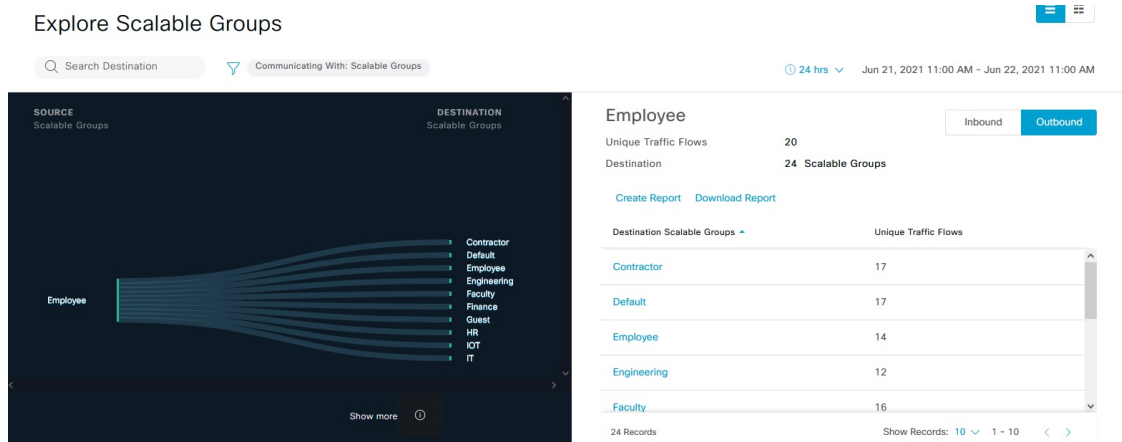 Explore Scalable Groups
Search Destination
Communicating With: Scalable Groups
24 hrs
Jun 21, 2021 11:00 AM - Jun 22, 2021 11:00 AM
SOURCE
Scalable Groups
DESTINATION
Scalable Groups
Employee
Contractor
Default
Employee
Engineering
Faculty
Finance
Guest
HR
IOT
IT
Show more
Employee
Inbound
Outbound
Unique Traffic Flows 20
Destination 24 Scalable Groups
Create Report Download Report
Destination Scalable Groups Unique Traffic Flows
Contractor 17
Default 17
Employee 14
Engineering 12
Faculty 16
24 Records
Show Records: 10 1 - 10